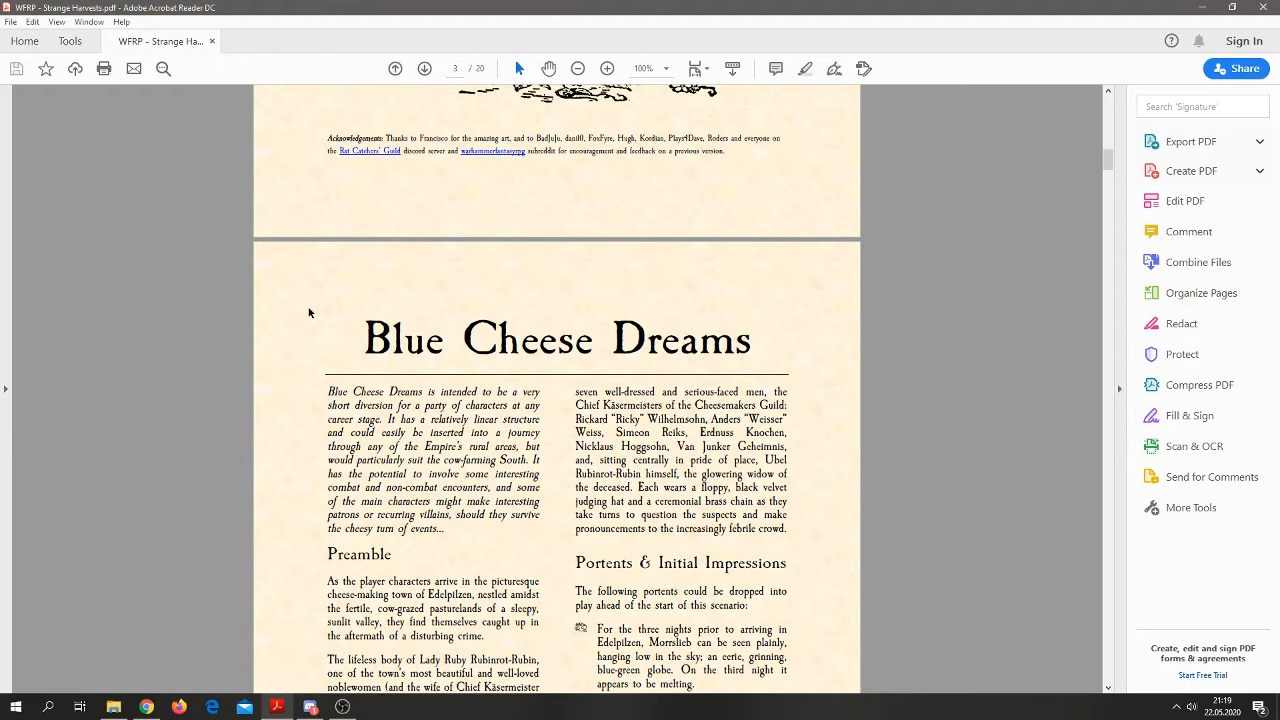 WFRP - Strange Harvests.pdf - Adobe Acrobat Reader DC
File Edit View Window Help
Home Tools WFRP - Strange Ha... × Sign In
3 / 20 100% Share
Acknowledgements: Thanks to Francisco for the amazing art, and to BadJuJu, dani10, FoxFyre, Hugh, Kordian, Plays4Dave, Roders and everyone on
the Rat Catchers' Guild discord server and warhammerfantasyrpg subreddit for encouragement and feedback on a previous version.
Blue Cheese Dreams
Blue Cheese Dreams is intended to be a very
short diversion for a party of characters at any
career stage. It has a relatively linear structure
and could easily be inserted into a journey
through any of the Empire's rural areas, but
would particularly suit the cow-farming South. It
has the potential to involve some interesting
combat and non-combat encounters, and some
of the main characters might make interesting
patrons or recurring villains, should they survive
the cheesy turn of events...
Preamble
As the player characters arrive in the picturesque
cheese-making town of Edelpilzen, nestled amidst
the fertile, cow-grazed pasturelands of a sleepy,
sunlit valley, they find themselves caught up in
the aftermath of a disturbing crime.
The lifeless body of Lady Ruby Rubinrot-Rubin,
one of the town's most beautiful and well-loved
noblewomen (and the wife of Chief Käsermeister
seven well-dressed and serious-faced men, the
Chief Käsermeisters of the Cheesemakers Guild:
Rickard "Ricky" Wilhelmsohn, Anders "Weisser"
Weiss, Simeon Reiks, Erdnuss Knochen,
Nicklaus Hoggsohn, Van Junker Geheimnis,
and, sitting centrally in pride of place, Ubel
Rubinrot-Rubin himself, the glowering widow of
the deceased. Each wears a floppy, black velvet
judging hat and a ceremonial brass chain as they
take turns to question the suspects and make
pronouncements to the increasingly febrile crowd.
Portents & Initial Impressions
The following portents could be dropped into
play ahead of the start of this scenario:
For the three nights prior to arriving in
Edelpilzen, Morrslieb can be seen plainly,
hanging low in the sky; an eerie, grinning,
blue-green globe. On the third night it
appears to be melting.
Search 'Signature'
Export PDF
Create PDF
Edit PDF
Comment
Combine Files
Organize Pages
Redact
Protect
Compress PDF
Fill & Sign
Scan & OCR
Send for Comments
More Tools
Create, edit and sign PDF
forms & agreements
Start Free Trial
21:19
22.05.2020